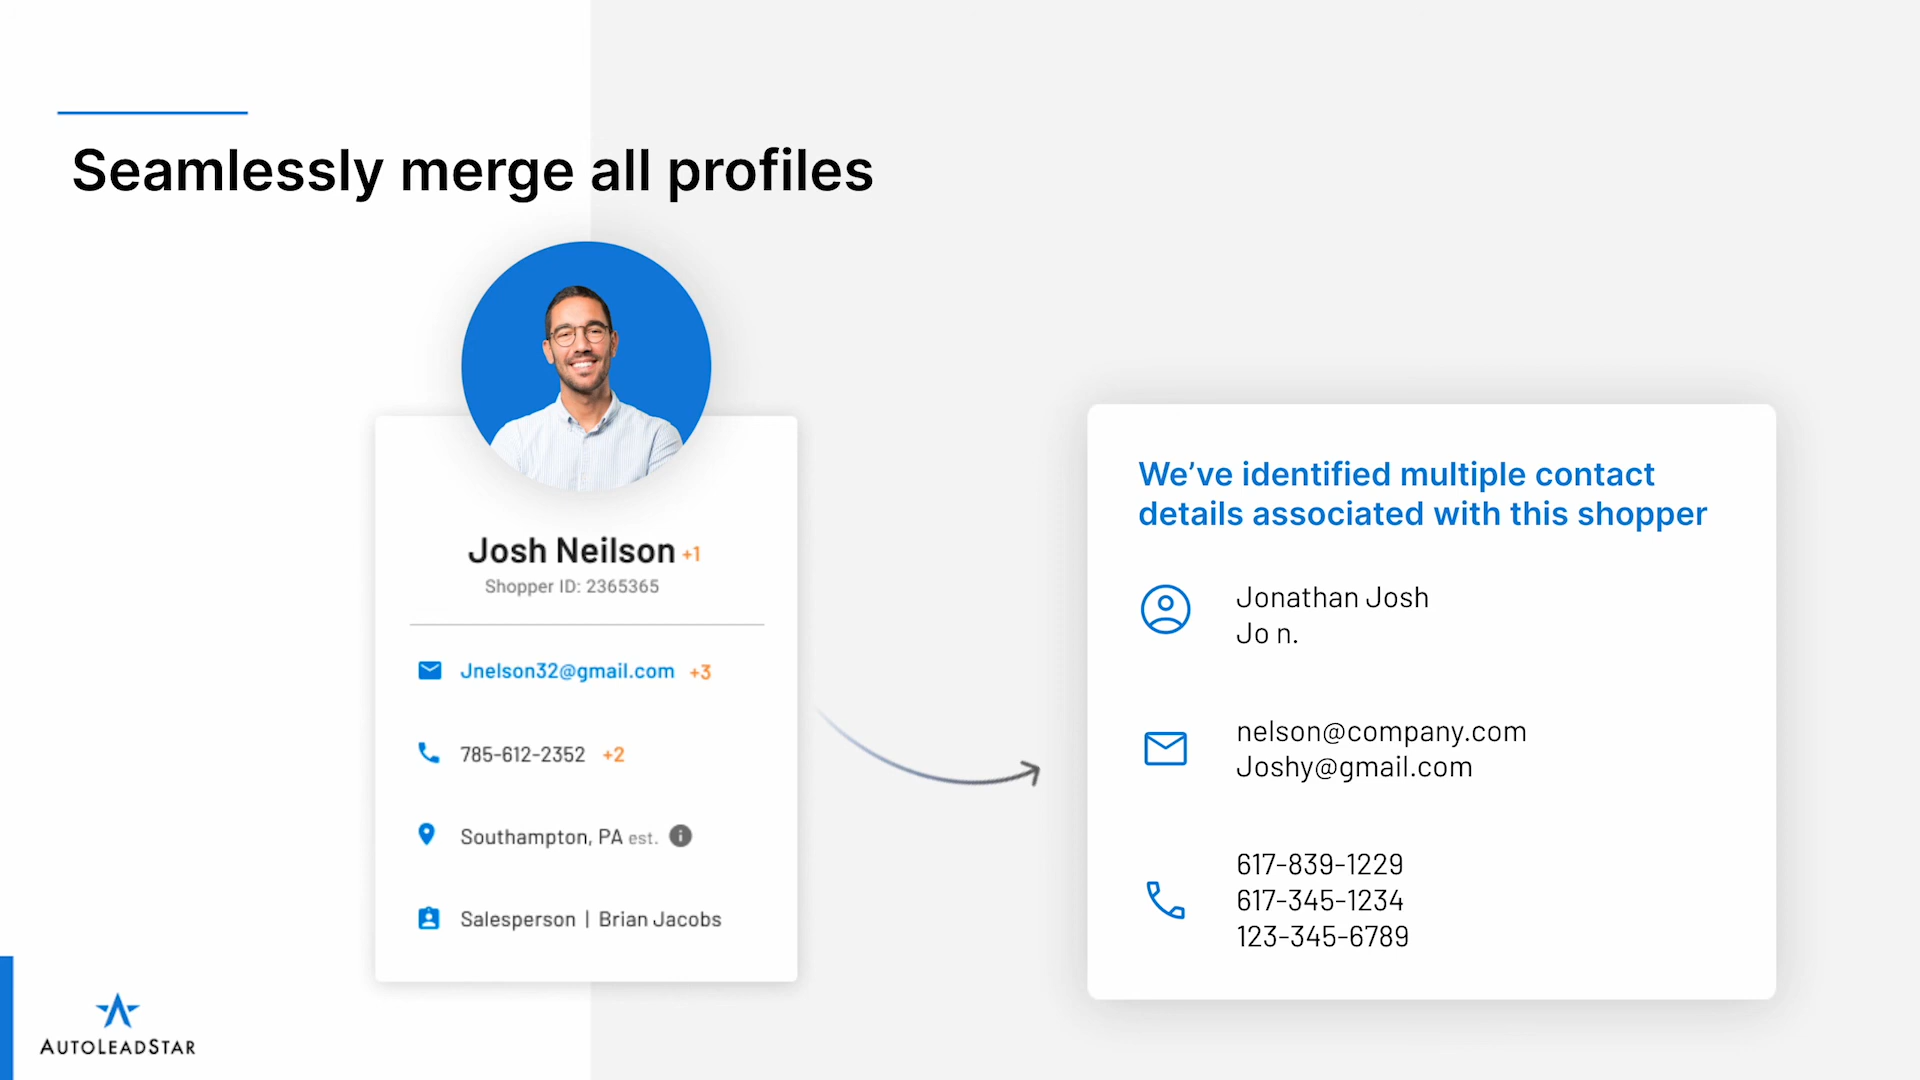 Seamlessly merge all profiles
Josh Neilson +1
Shopper ID: 2365365
Jnelson32@gmail.com +3
785-612-2352 +2
Southampton, PA est.
Salesperson | Brian Jacobs
We’ve identified multiple contact
details associated with this shopper
Jonathan Josh
Jo n.
nelson@company.com
Joshy@gmail.com
617-839-1229
617-345-1234
123-345-6789
AUTOLEADSTAR